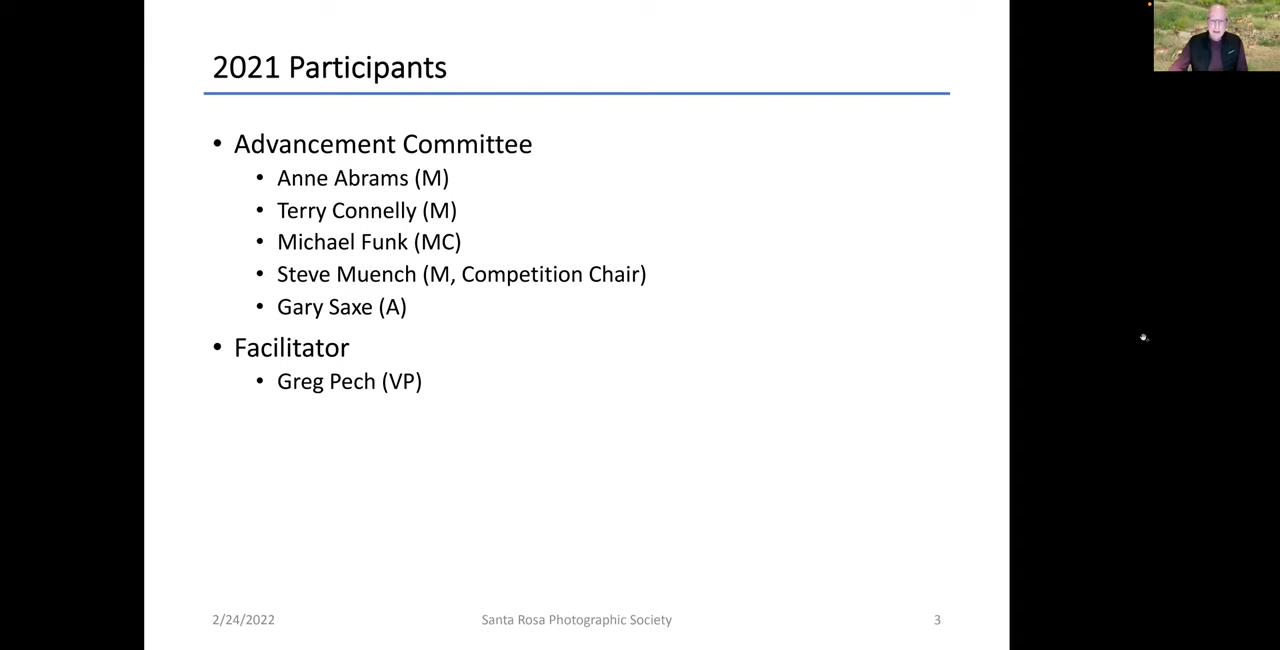 2021 Participants
• Advancement Committee
• Anne Abrams (M)
• Terry Connelly (M)
• Michael Funk (MC)
• Steve Muench (M, Competition Chair)
• Gary Saxe (A)
• Facilitator
• Greg Pech (VP)
2/24/2022 Santa Rosa Photographic Society 3